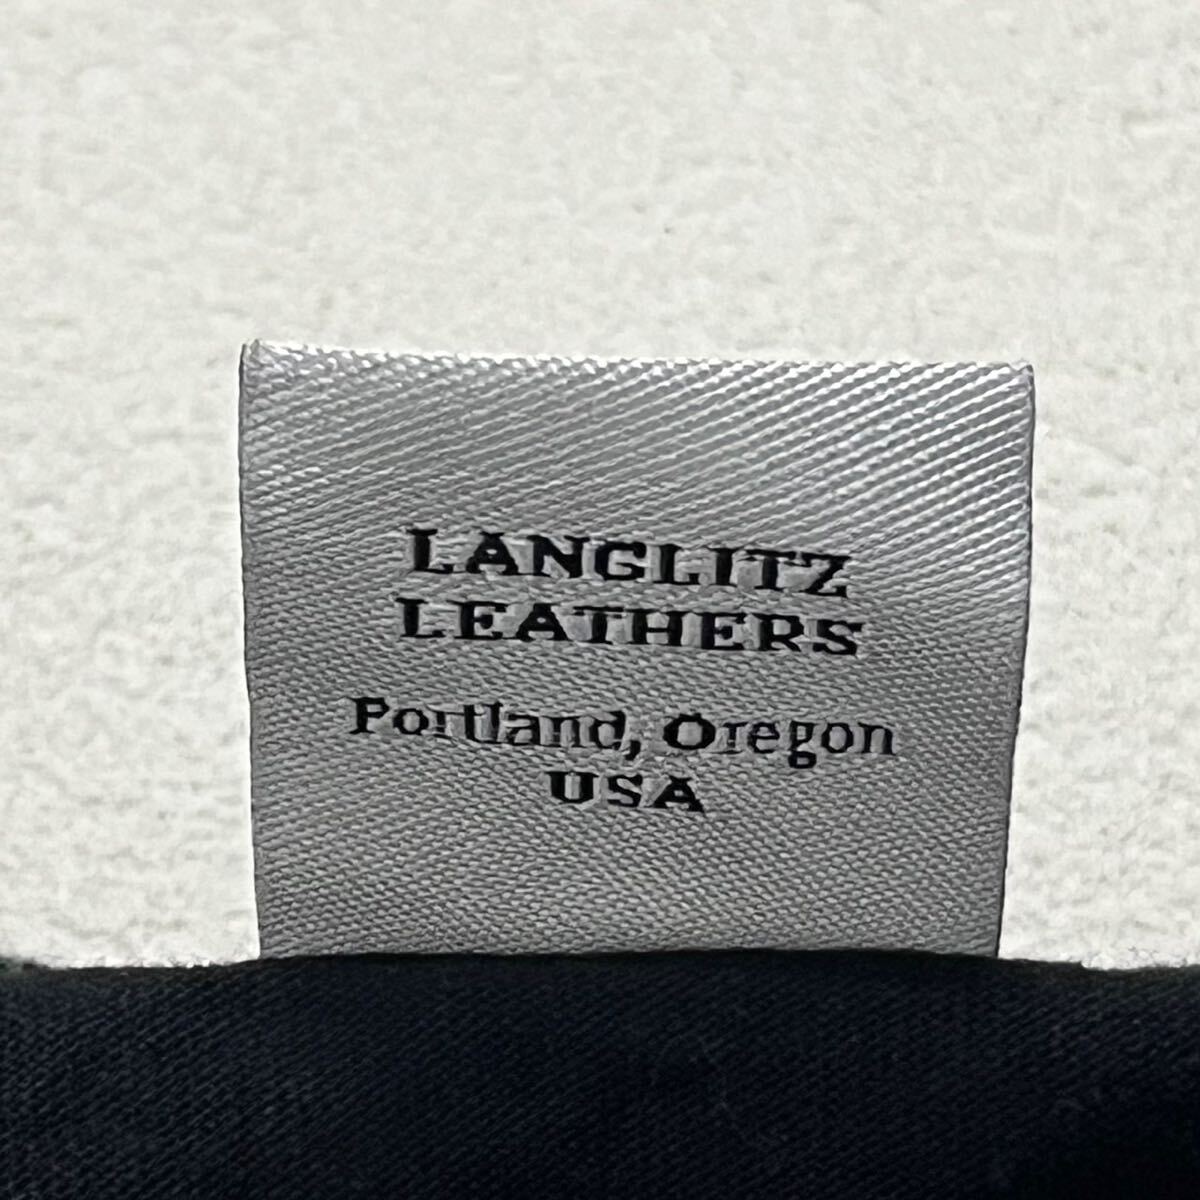 LANGLITZ
LEATHERS
Portland, Oregon
USA